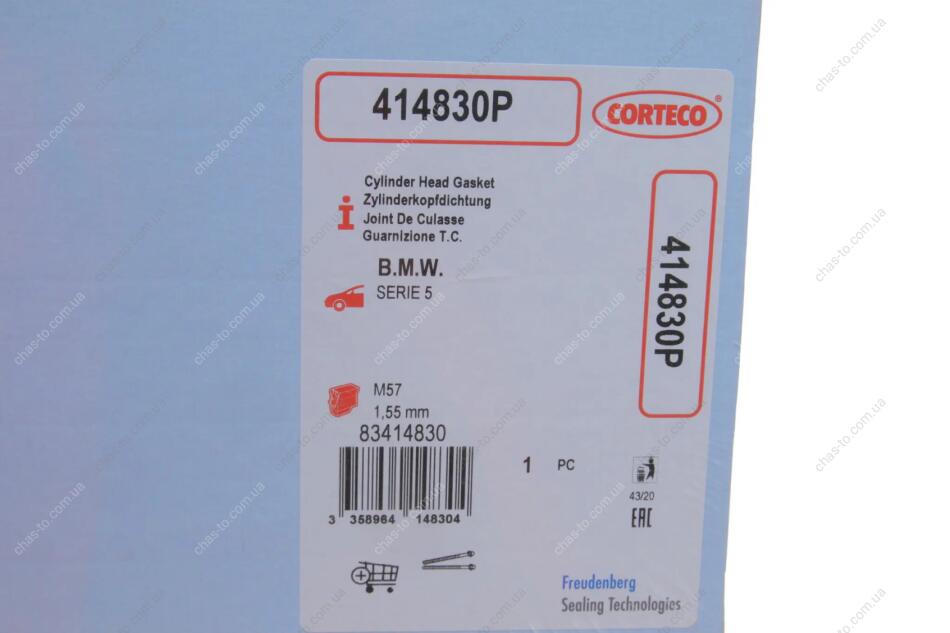 414830P
CORTECO®
Cylinder Head Gasket
Zylinderkopfdichtung
Joint De Culasse
Guarnizione T.C.
B.M.W.
SERIE 5
414830P
M57
1,55 mm
83414830
3 358964 148304
1 PC
43/20
EAC
Freudenberg
Sealing Technologies
chas-to.com.ua